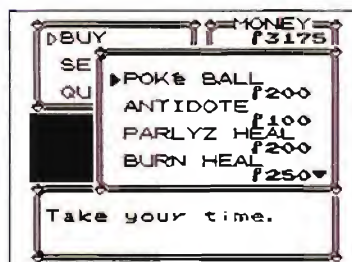 ▷BUY
MONEY
₽3175
SE
QU
▶POKé BALL
₽200
ANTIDOTE
₽100
PARLYZ HEAL
₽200
BURN HEAL
₽250▼
Take your time.